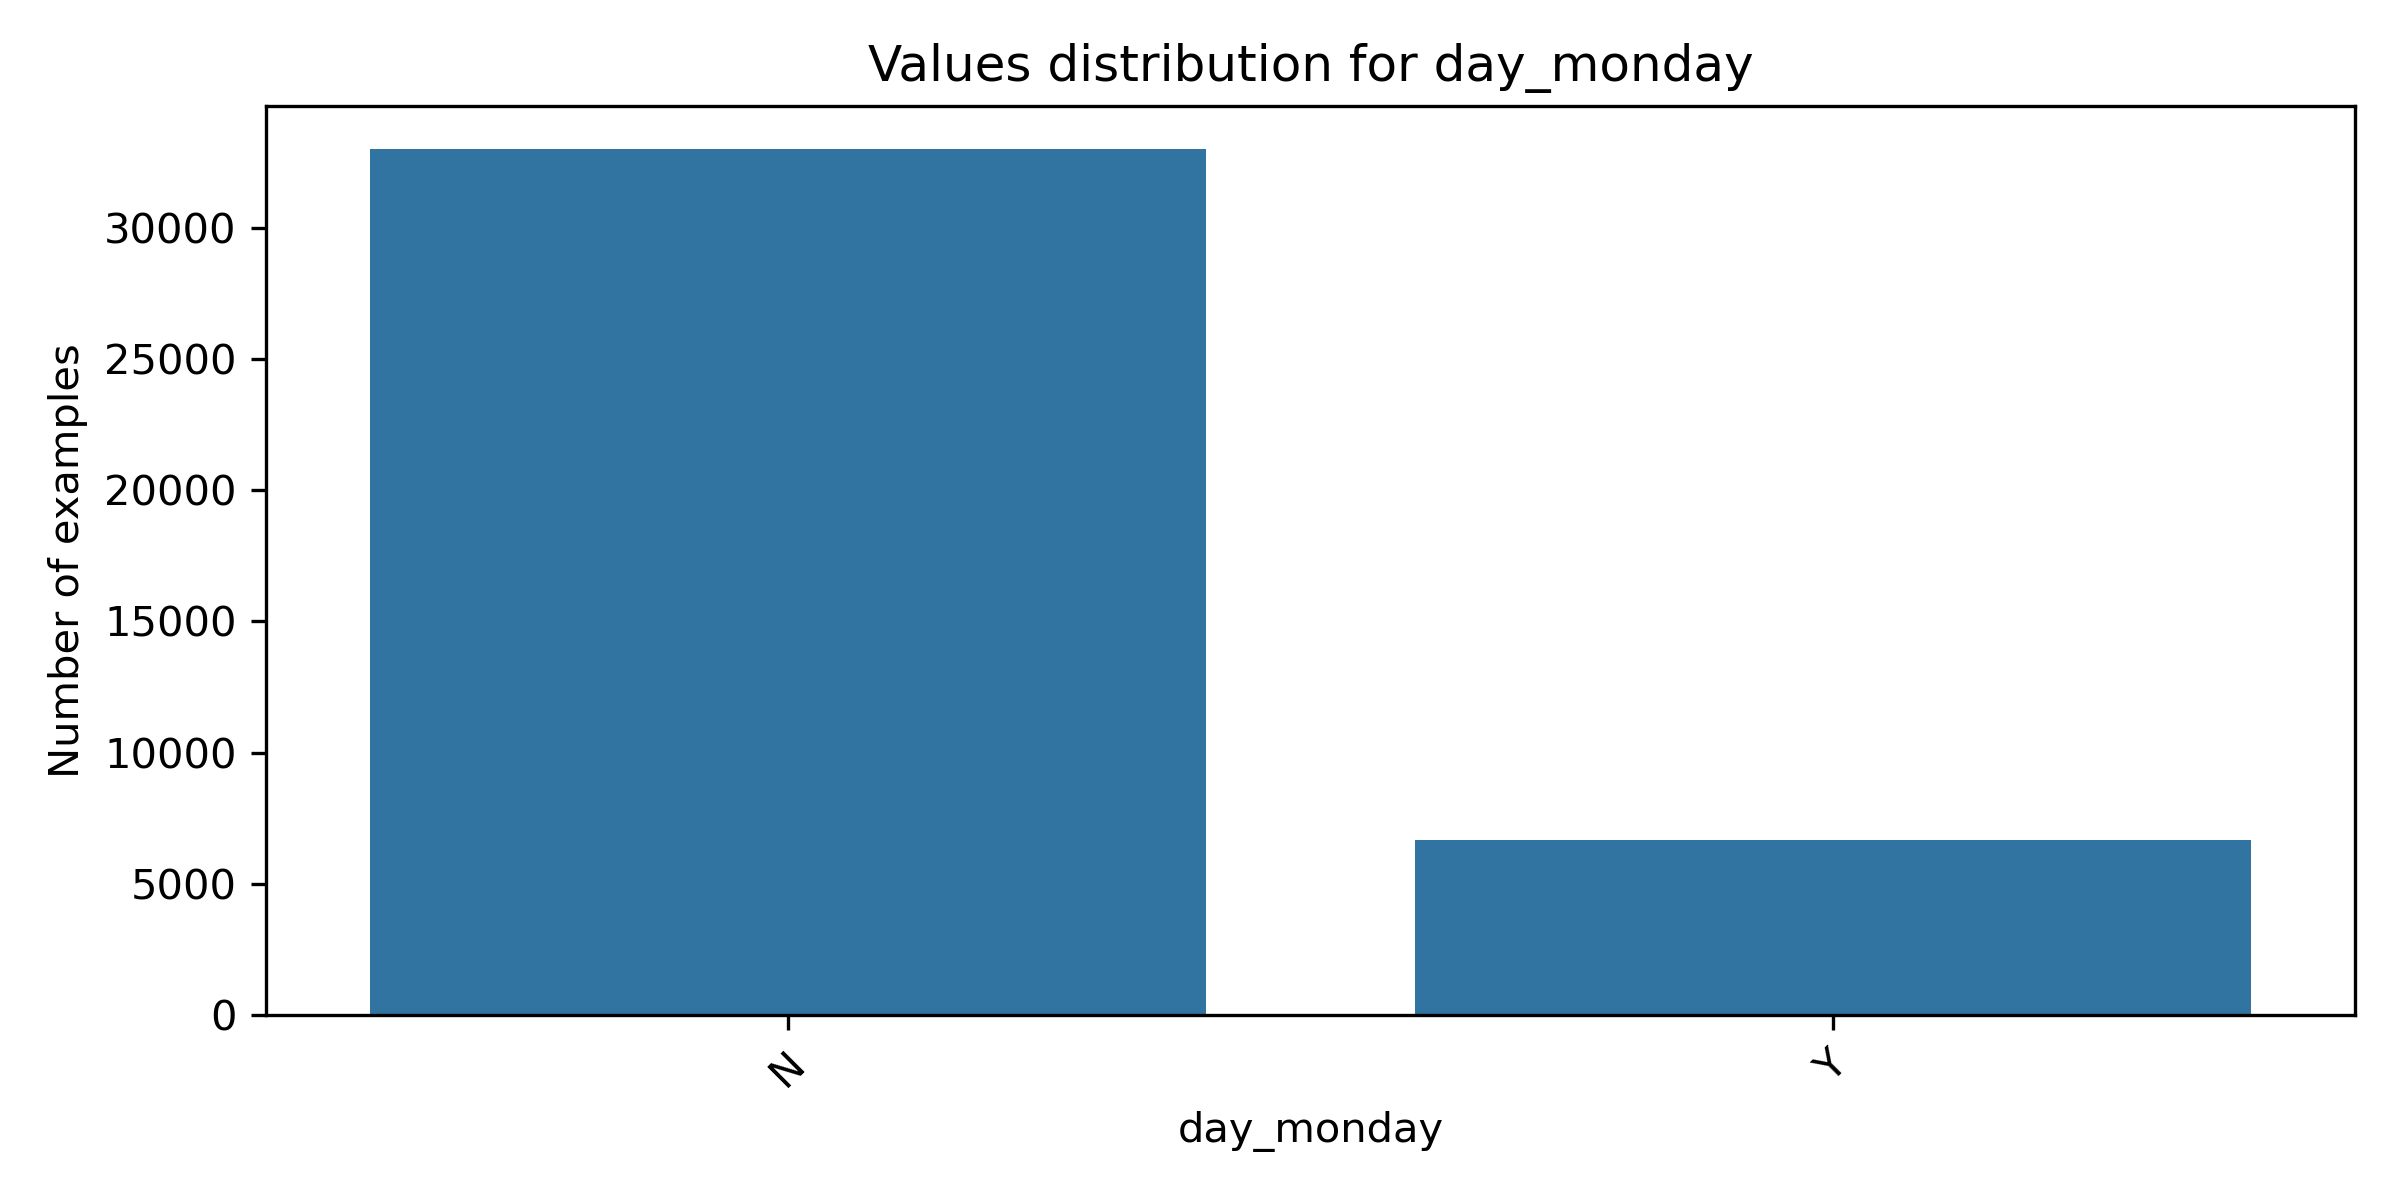 Values distribution for day_monday
Number of examples
30000
25000
20000
15000
10000
5000
0
N
Y
day_monday